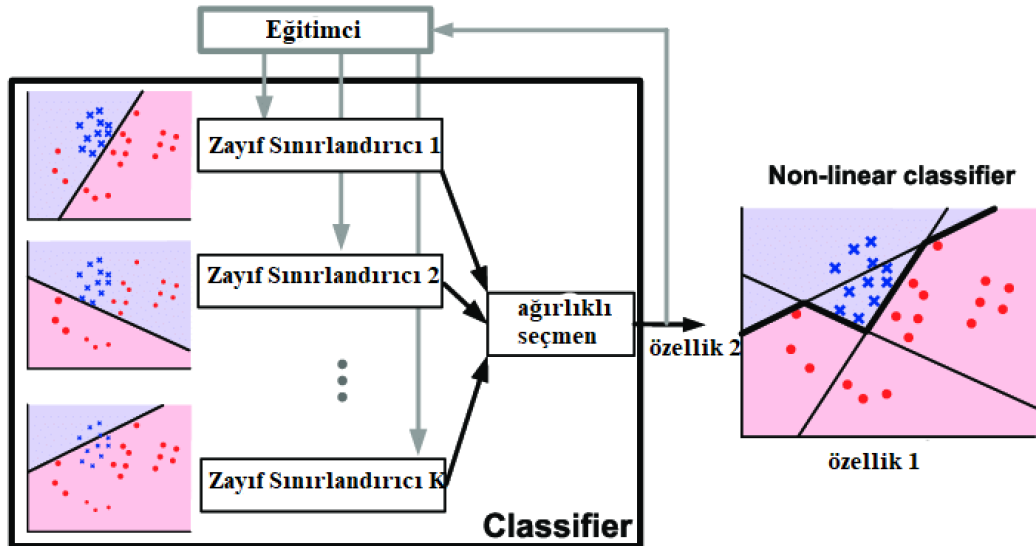 Eğitimci
Zayıf Sınırlandırıcı 1
Zayıf Sınırlandırıcı 2
ağırlıklı
seçmen
Zayıf Sınırlandırıcı K
Classifier
Non-linear classifier
özellik 2
özellik 1